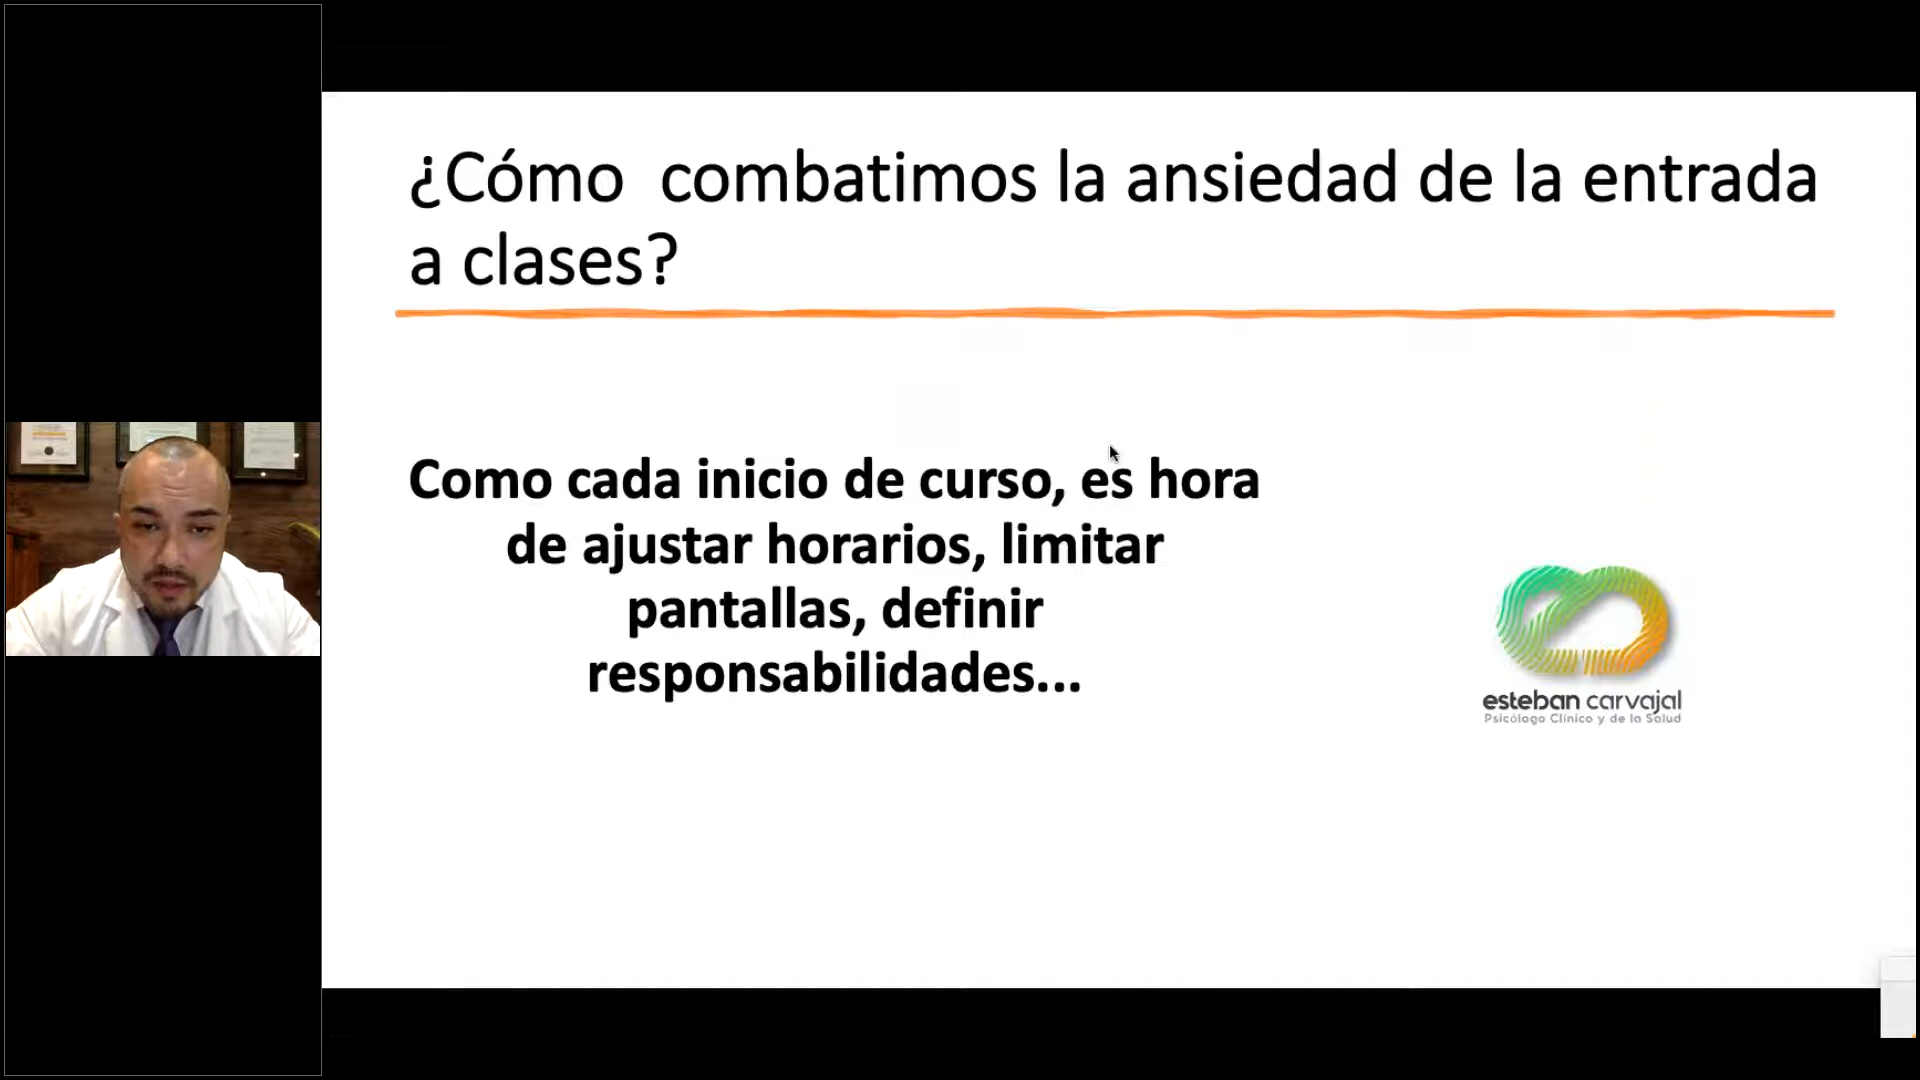 ¿Cómo  combatimos la ansiedad de la entrada
a clases?
Como cada inicio de curso, es hora
de ajustar horarios, limitar
pantallas, definir
responsabilidades...
esteban carvajal
Psicólogo Clínico y de la Salud